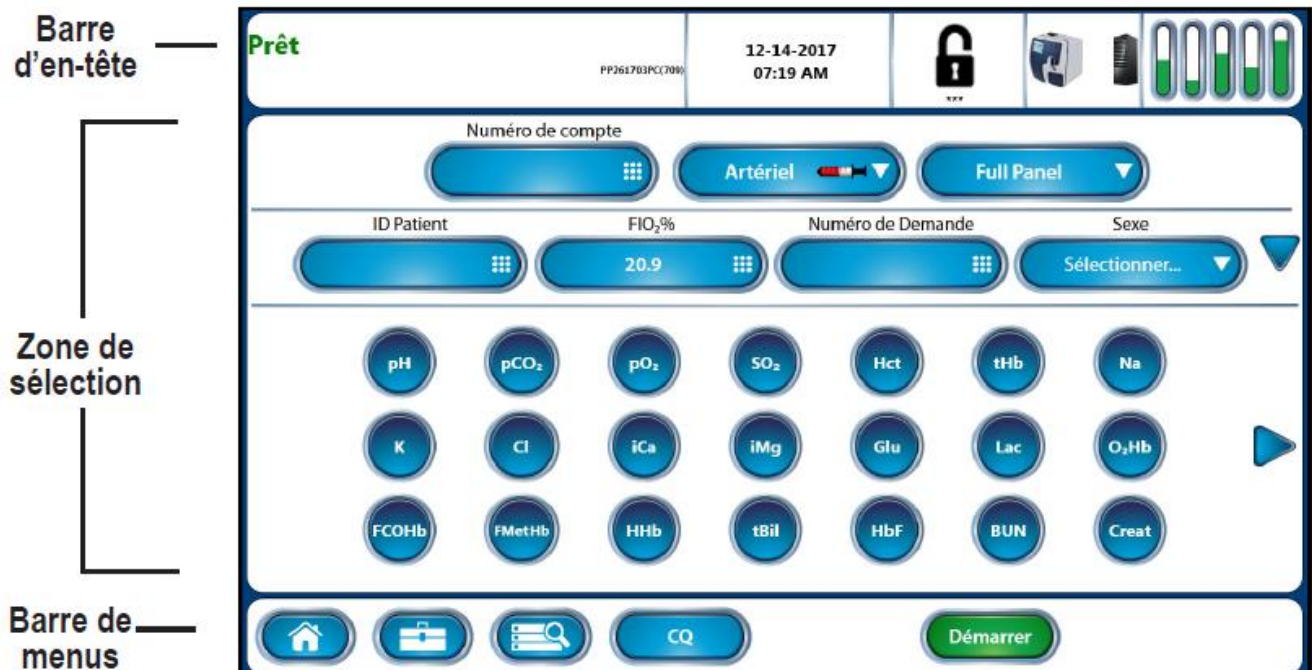 Barre
d'en-tête
Prêt
PP261703PC(709)
12-14-2017
07:19 AM
***
Numéro de compte
Artériel
Full Panel
ID Patient
FIO₂%
Numéro de Demande
Sexe
20.9
Sélectionner...
Zone de
sélection
pH
pCO₂
pO₂
SO₂
Hct
tHb
Na
K
Cl
iCa
iMg
Glu
Lac
O₂Hb
FCOHb
FMetHb
HHb
tBil
HbF
BUN
Creat
Barre de
menus
CQ
Démarrer